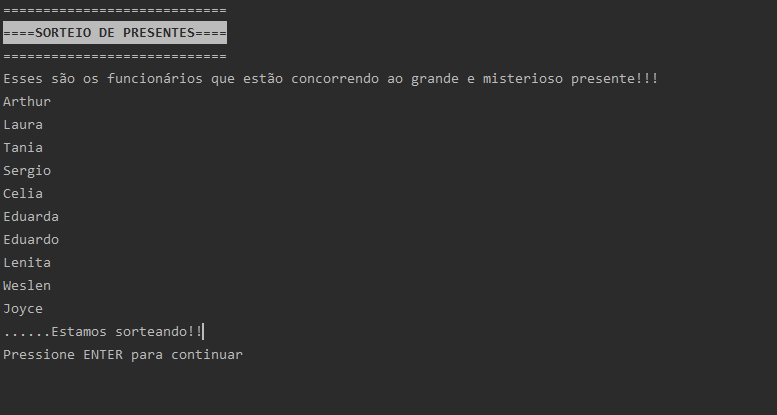 ============================
====SORTEIO DE PRESENTES====
============================
Esses são os funcionários que estão concorrendo ao grande e misterioso presente!!!
Arthur
Laura
Tania
Sergio
Celia
Eduarda
Eduardo
Lenita
Weslen
Joyce
......Estamos sorteando!!
Pressione ENTER para continuar